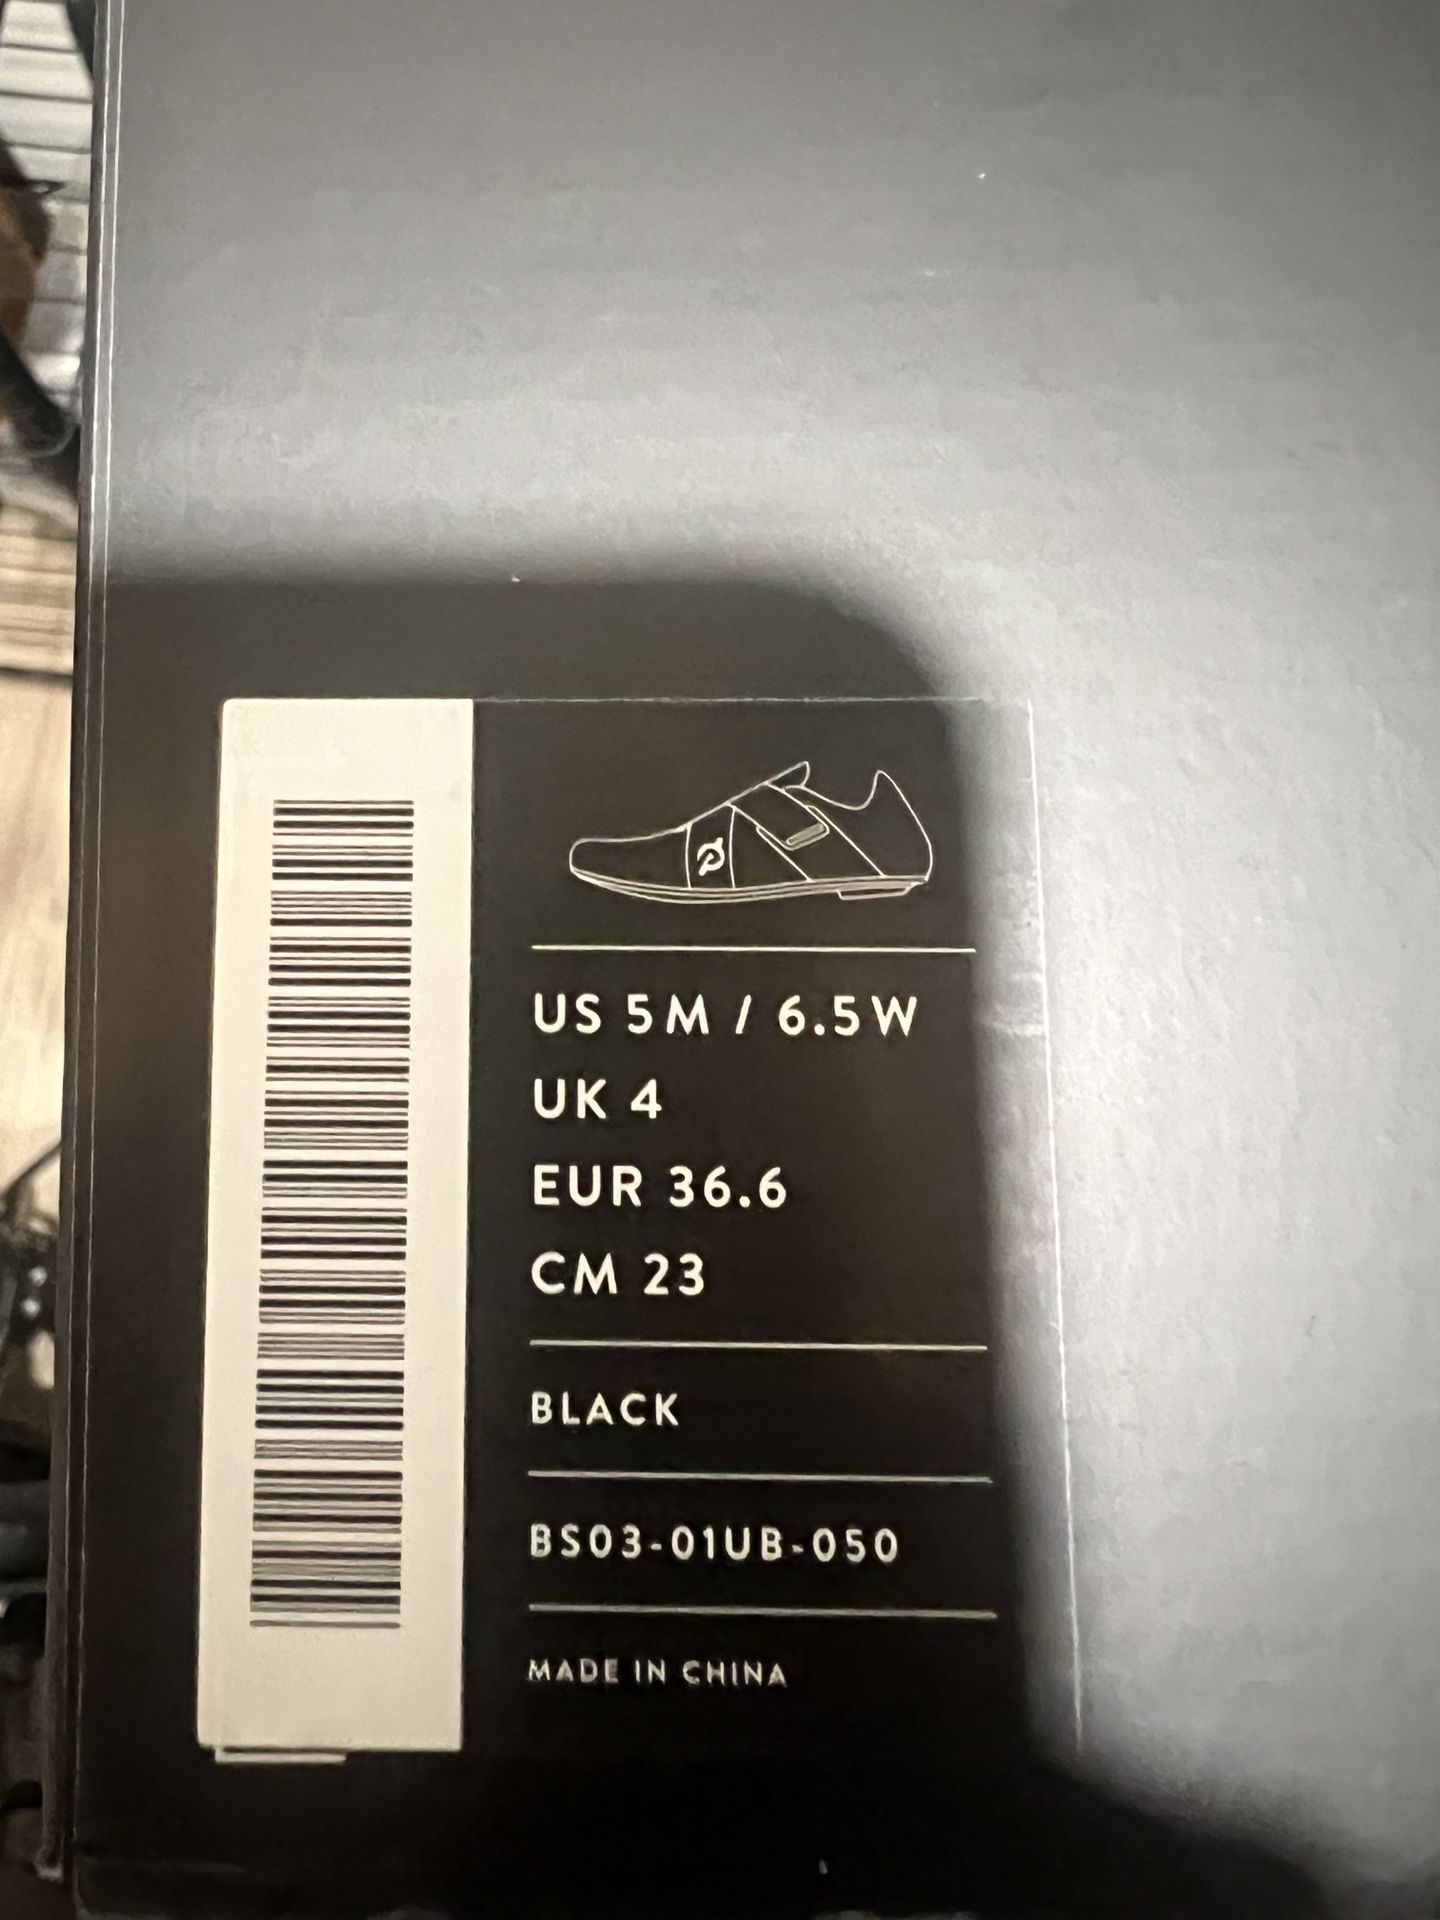 US 5M / 6.5W
UK 4
EUR 36.6
CM 23
BLACK
BS03-01UB-050
MADE IN CHINA